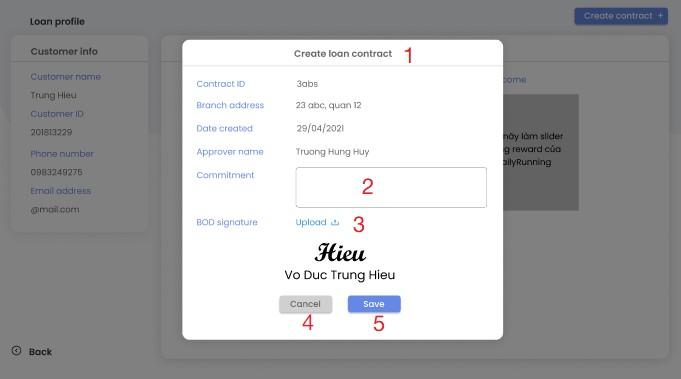 Loan profile
Create contract +
Customer info
Customer name
Trung Hieu
Customer ID
201813229
Phone number
0983249275
Email address
@mail.com
Back
Create loan contract 1
Contract ID 3abs
Branch address 23 abc, quan 12
Date created 29/04/2021
Approver name Truong Hung Huy
Commitment 2
BOD signature Upload 3
Hieu
Vo Duc Trung Hieu
Cancel Save
4 5
come
này làm slider
ng reward của
ailyRunning